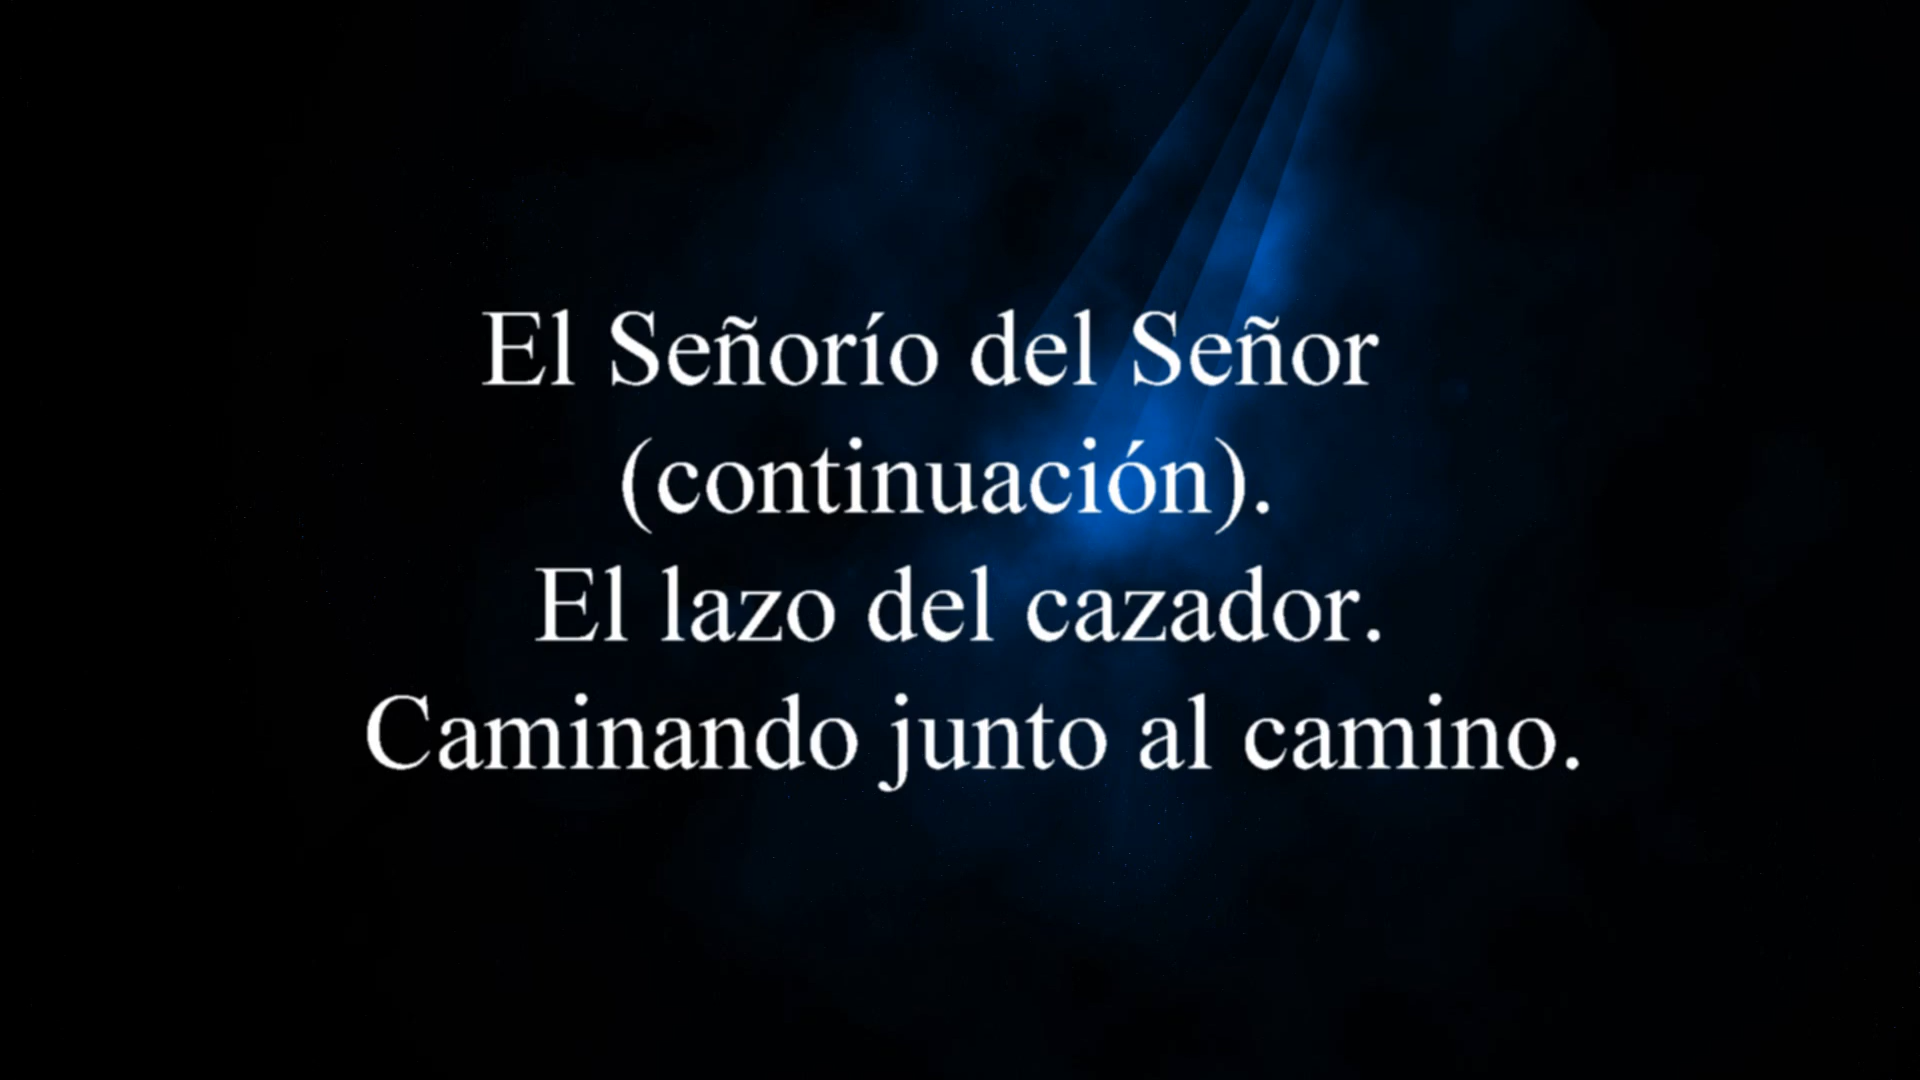 El Señorío del Señor
(continuación).
El lazo del cazador.
Caminando junto al camino.